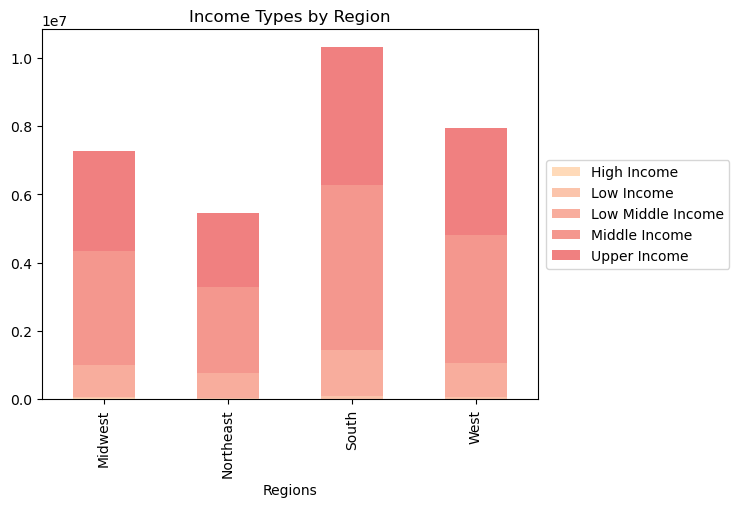 Income Types by Region
1e7
1.0
0.8
0.6
0.4
0.2
0.0
Midwest
Northeast
South
West
Regions
High Income
Low Income
Low Middle Income
Middle Income
Upper Income